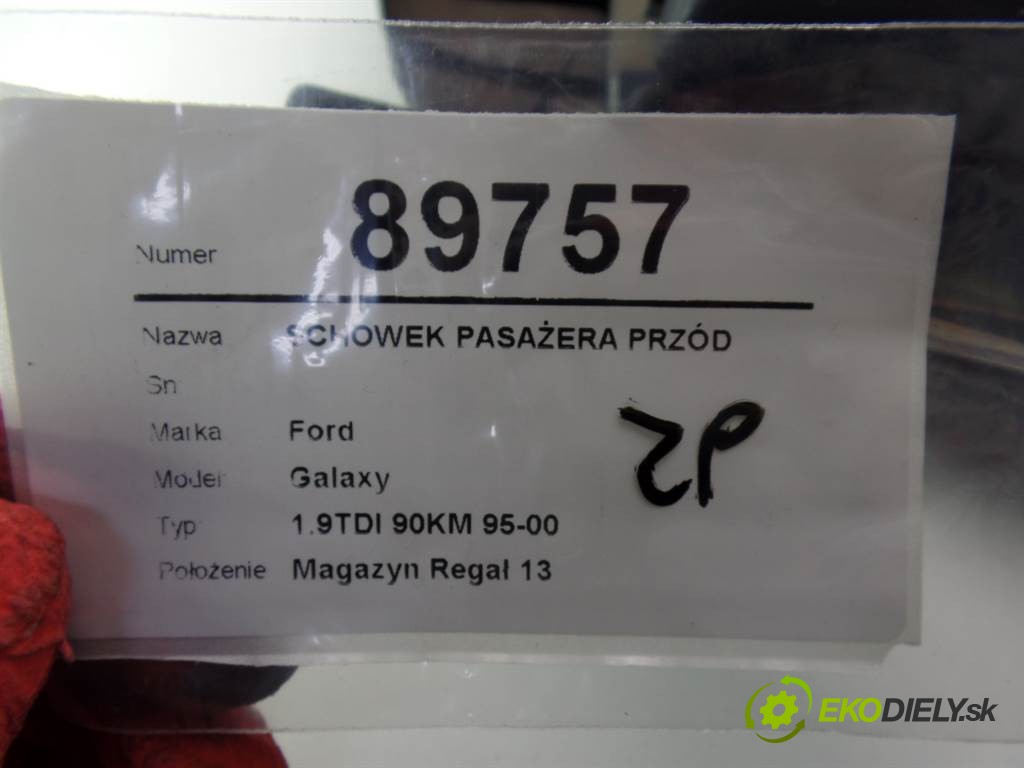 Numer 89757
Nazwa SCHOWEK PASAŻERA PRZÓD
Sn
Marka Ford
Model Galaxy
Typ 1.9TDI 90KM 95-00
Położenie Magazyn Regał 13
ZP
EKODIELY.sk